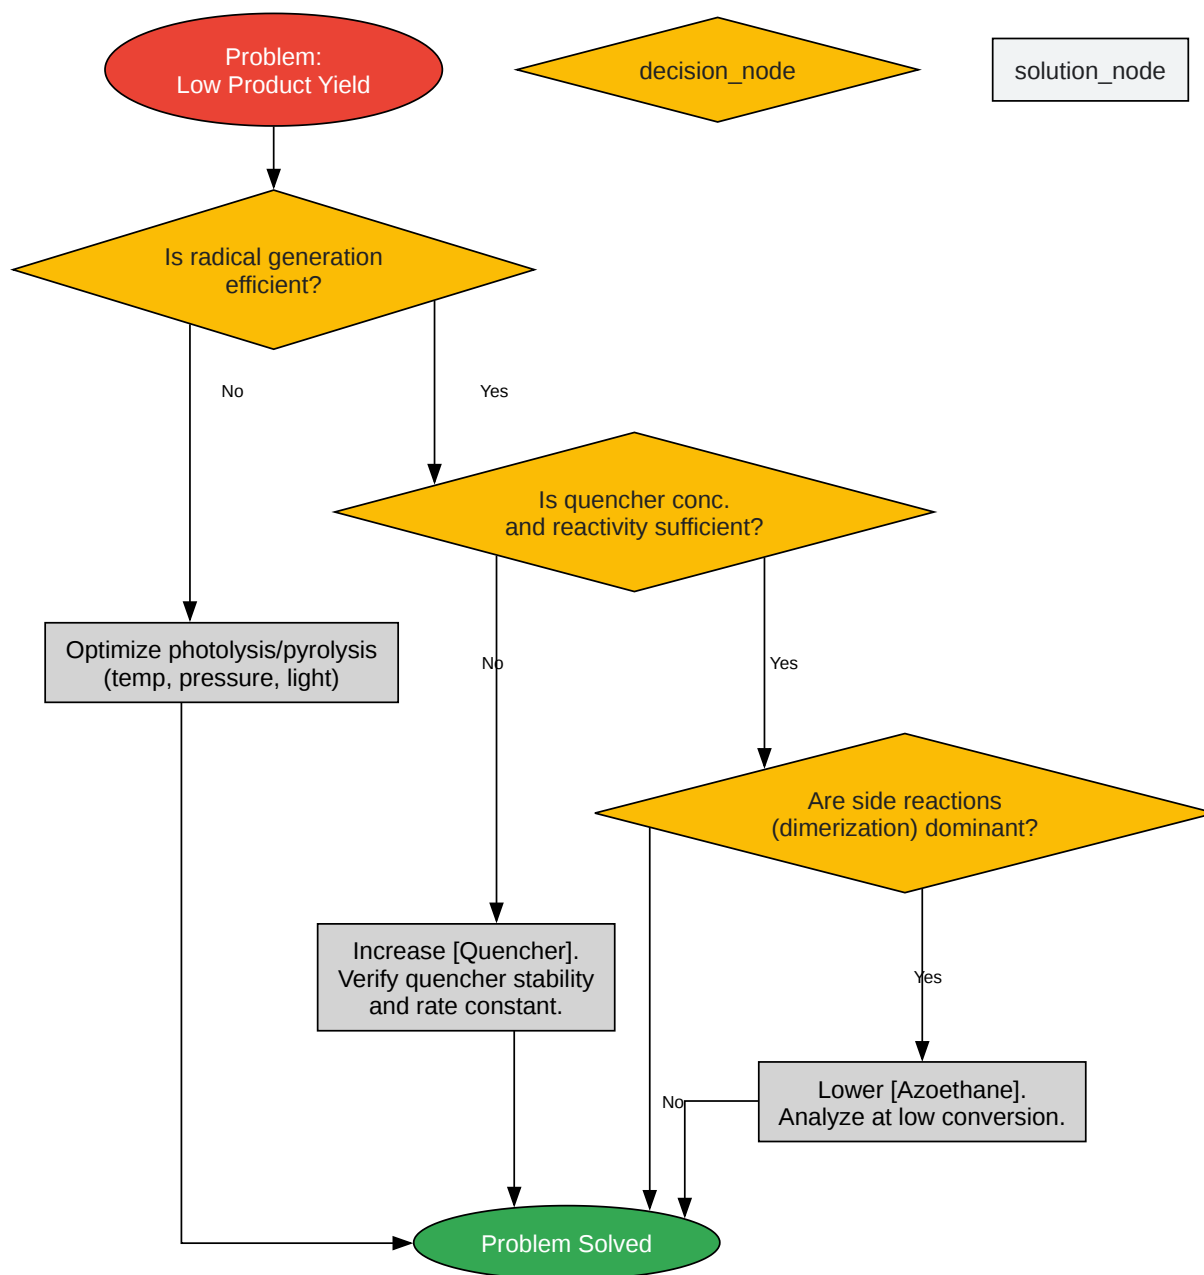 Problem:
Low Product Yield
decision_node
solution_node
Is radical generation
efficient?
No
Yes
Is quencher conc.
and reactivity sufficient?
Optimize photolysis/pyrolysis
(temp, pressure, light)
No
Yes
Are side reactions
(dimerization) dominant?
Increase [Quencher].
Verify quencher stability
and rate constant.
Yes
Lower [Azoethane].
Analyze at low conversion.
No
Problem Solved